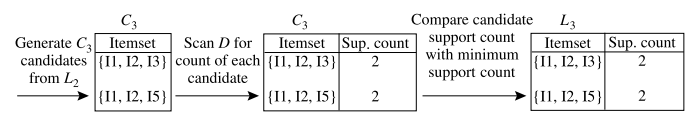 Generate C3
candidates
from L2
C3
Itemset
{I1, I2, I3}
{I1, I2, I5}
Scan D for
count of each
candidate
C3
Itemset Sup. count
{I1, I2, I3} 2
{I1, I2, I5} 2
Compare candidate
support count
with minimum
support count
L3
Itemset Sup. count
{I1, I2, I3} 2
{I1, I2, I5} 2